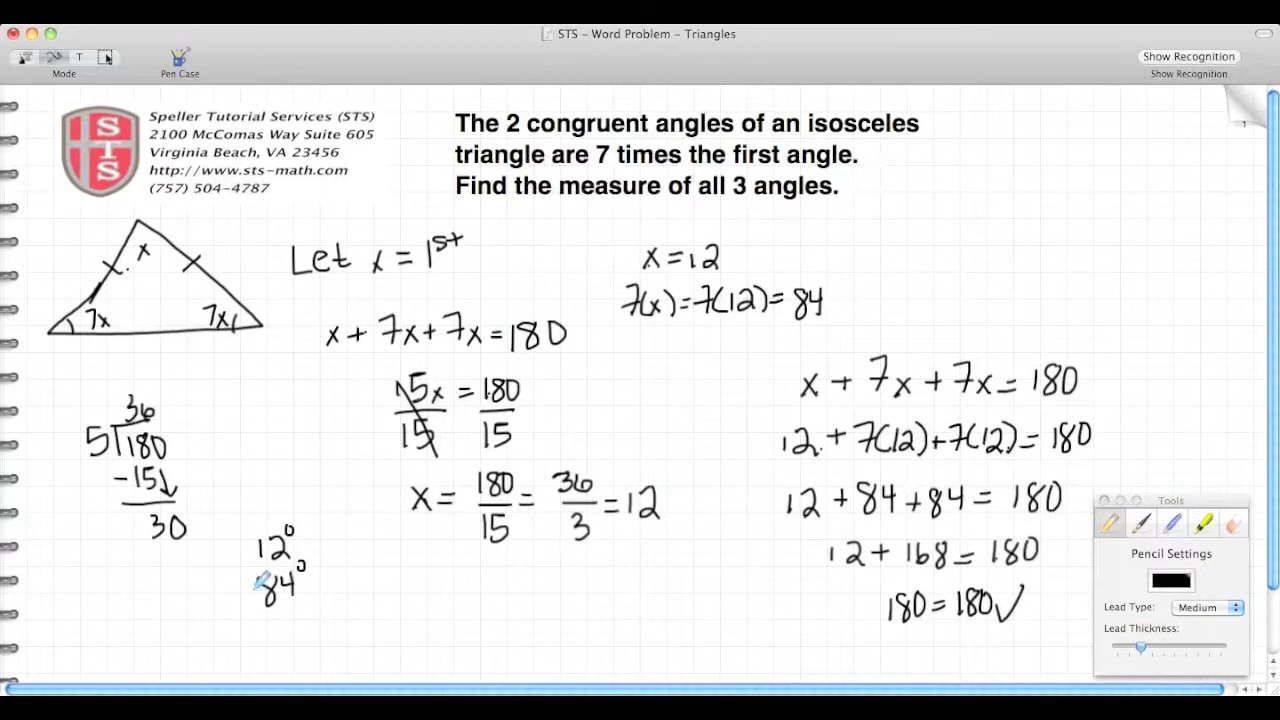 STS – Word Problem – Triangles
Show Recognition
Mode
Pen Case
Show Recognition
T
STS
Speller Tutorial Services (STS)
2100 McComas Way Suite 605
Virginia Beach, VA 23456
http://www.sts-math.com
(757) 504-4787
The 2 congruent angles of an isosceles
triangle are 7 times the first angle.
Find the measure of all 3 angles.
1
x
7x
7x
Let x = 1st
x + 7x + 7x = 180
15x = 180
15 15
x = 180 = 36 = 12
15 3
36
5 180
-15
30
12°
84°
x = 12
7(x) = 7(12) = 84
x + 7x + 7x = 180
12 + 7(12) + 7(12) = 180
12 + 84 + 84 = 180
12 + 168 = 180
180 = 180 ✓
Tools
Pencil Settings
Lead Type: Medium
Lead Thickness: